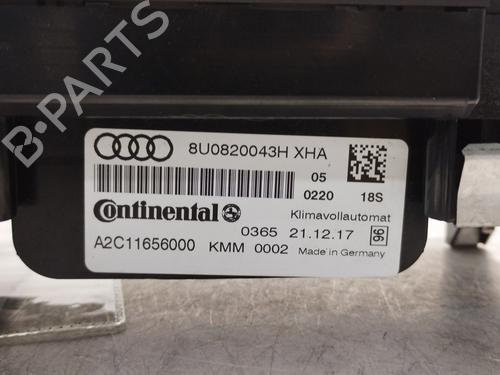 B-PARTS
8U0820043H XHA
05
0220 18S
Continental
Klimavollautomat
0365 21.12.17
96
A2C11656000 KMM 0002 Made in Germany